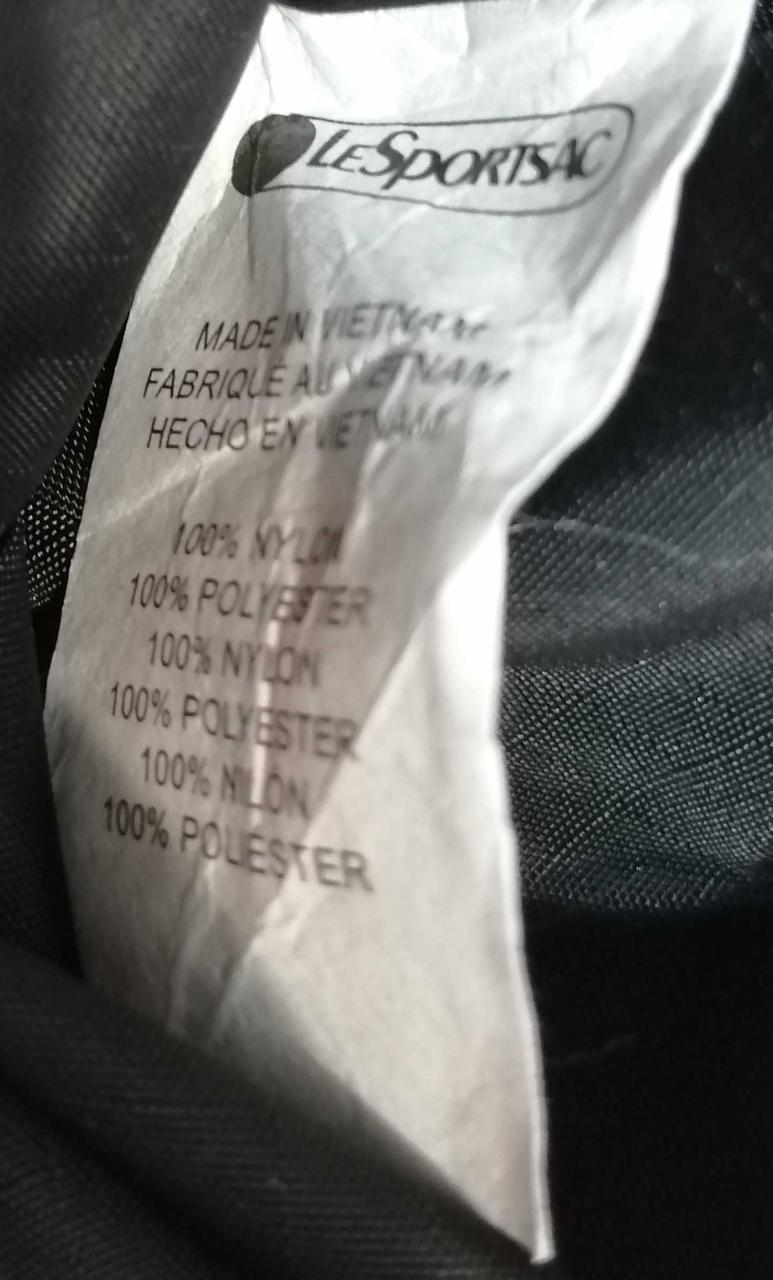 LeSportsac
MADE IN VIETNAM
FABRIQUÉ AU VIETNAM
HECHO EN VIETNAM
100% NYLON
100% POLYESTER
100% NYLON
100% POLYESTER
100% NILÓN
100% POLIÉSTER